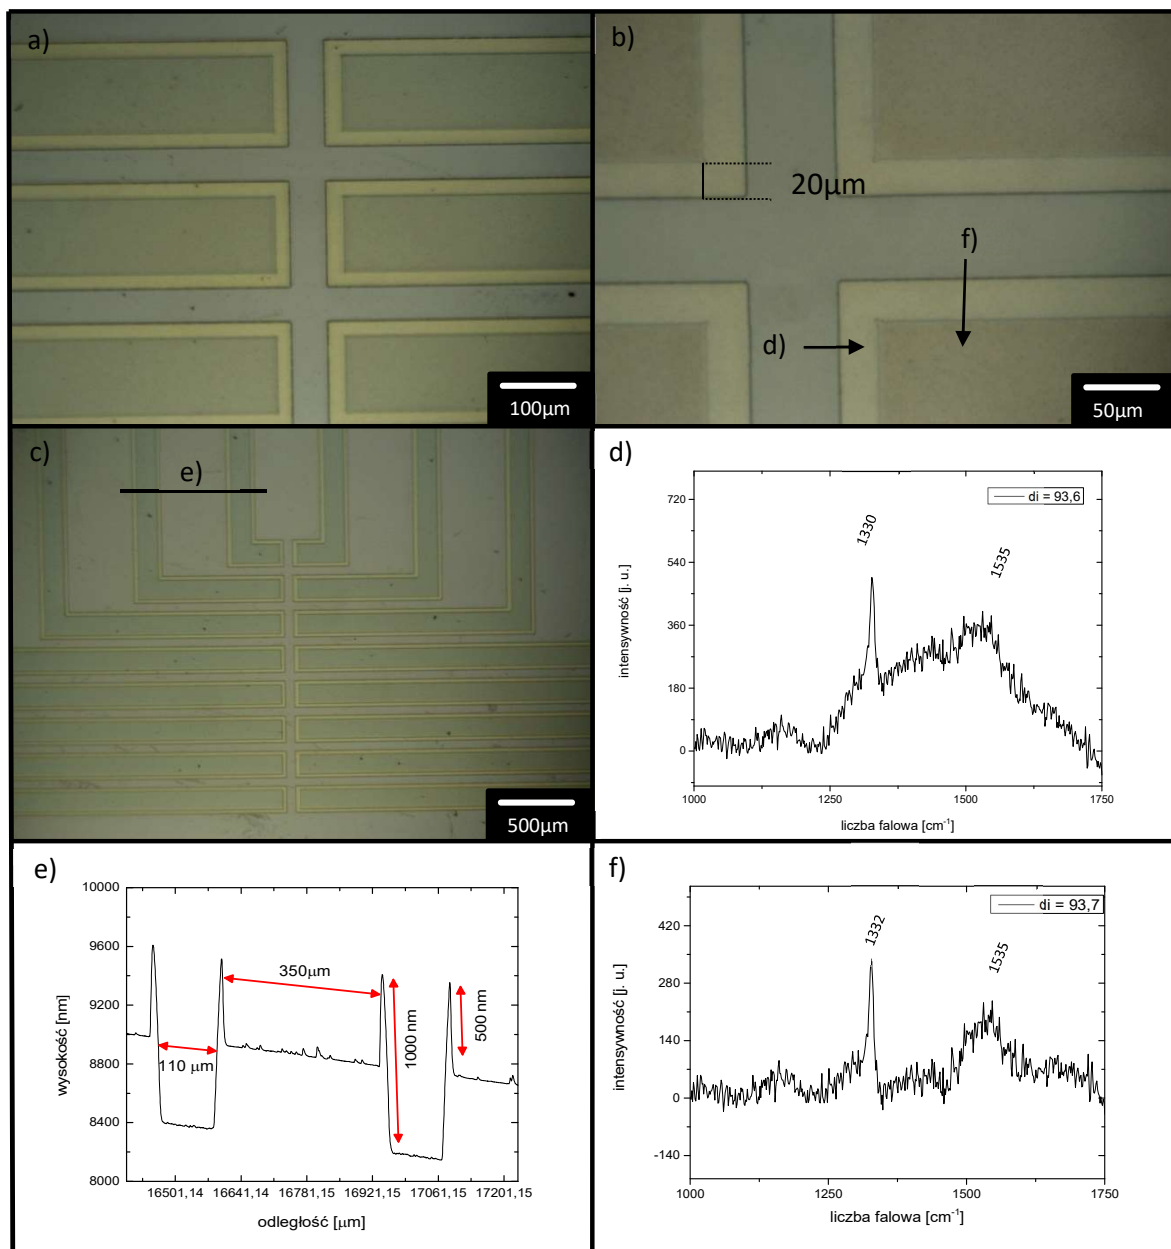 a)
100µm
b)
20µm
f)
d)
50µm
c)
e)
500µm
d)
di = 93,6
1330
1535
720
540
360
180
0
intensywność [j. u.]
1000
1250
1500
1750
liczba falowa [cm⁻¹]
e)
10000
9600
9200
8800
8400
8000
wysokość [nm]
350µm
110 µm
1000 nm
500 nm
16501,14
16641,14
16781,15
16921,15
17061,15
17201,15
odległość [µm]
f)
di = 93,7
1332
1535
420
280
140
0
-140
intensywność [j. u.]
1000
1250
1500
1750
liczba falowa [cm⁻¹]